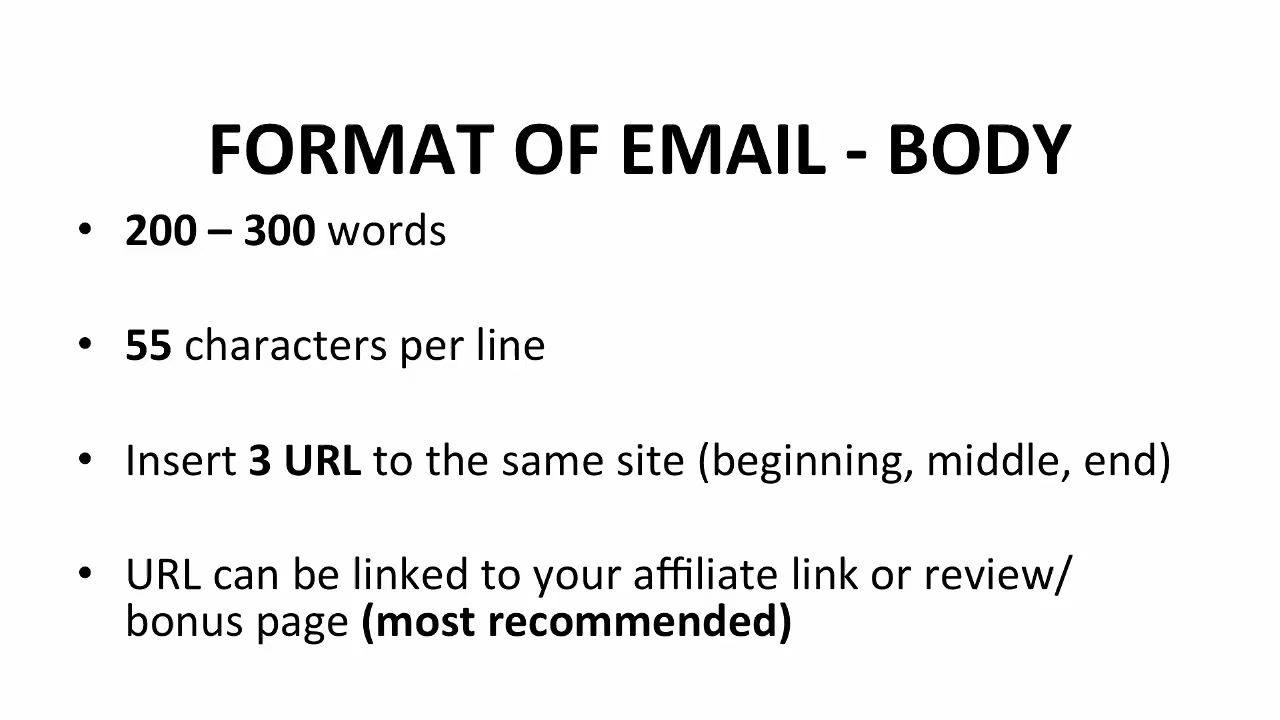 FORMAT OF EMAIL - BODY
• 200 – 300 words
• 55 characters per line
• Insert 3 URL to the same site (beginning, middle, end)
• URL can be linked to your affiliate link or review/
bonus page (most recommended)